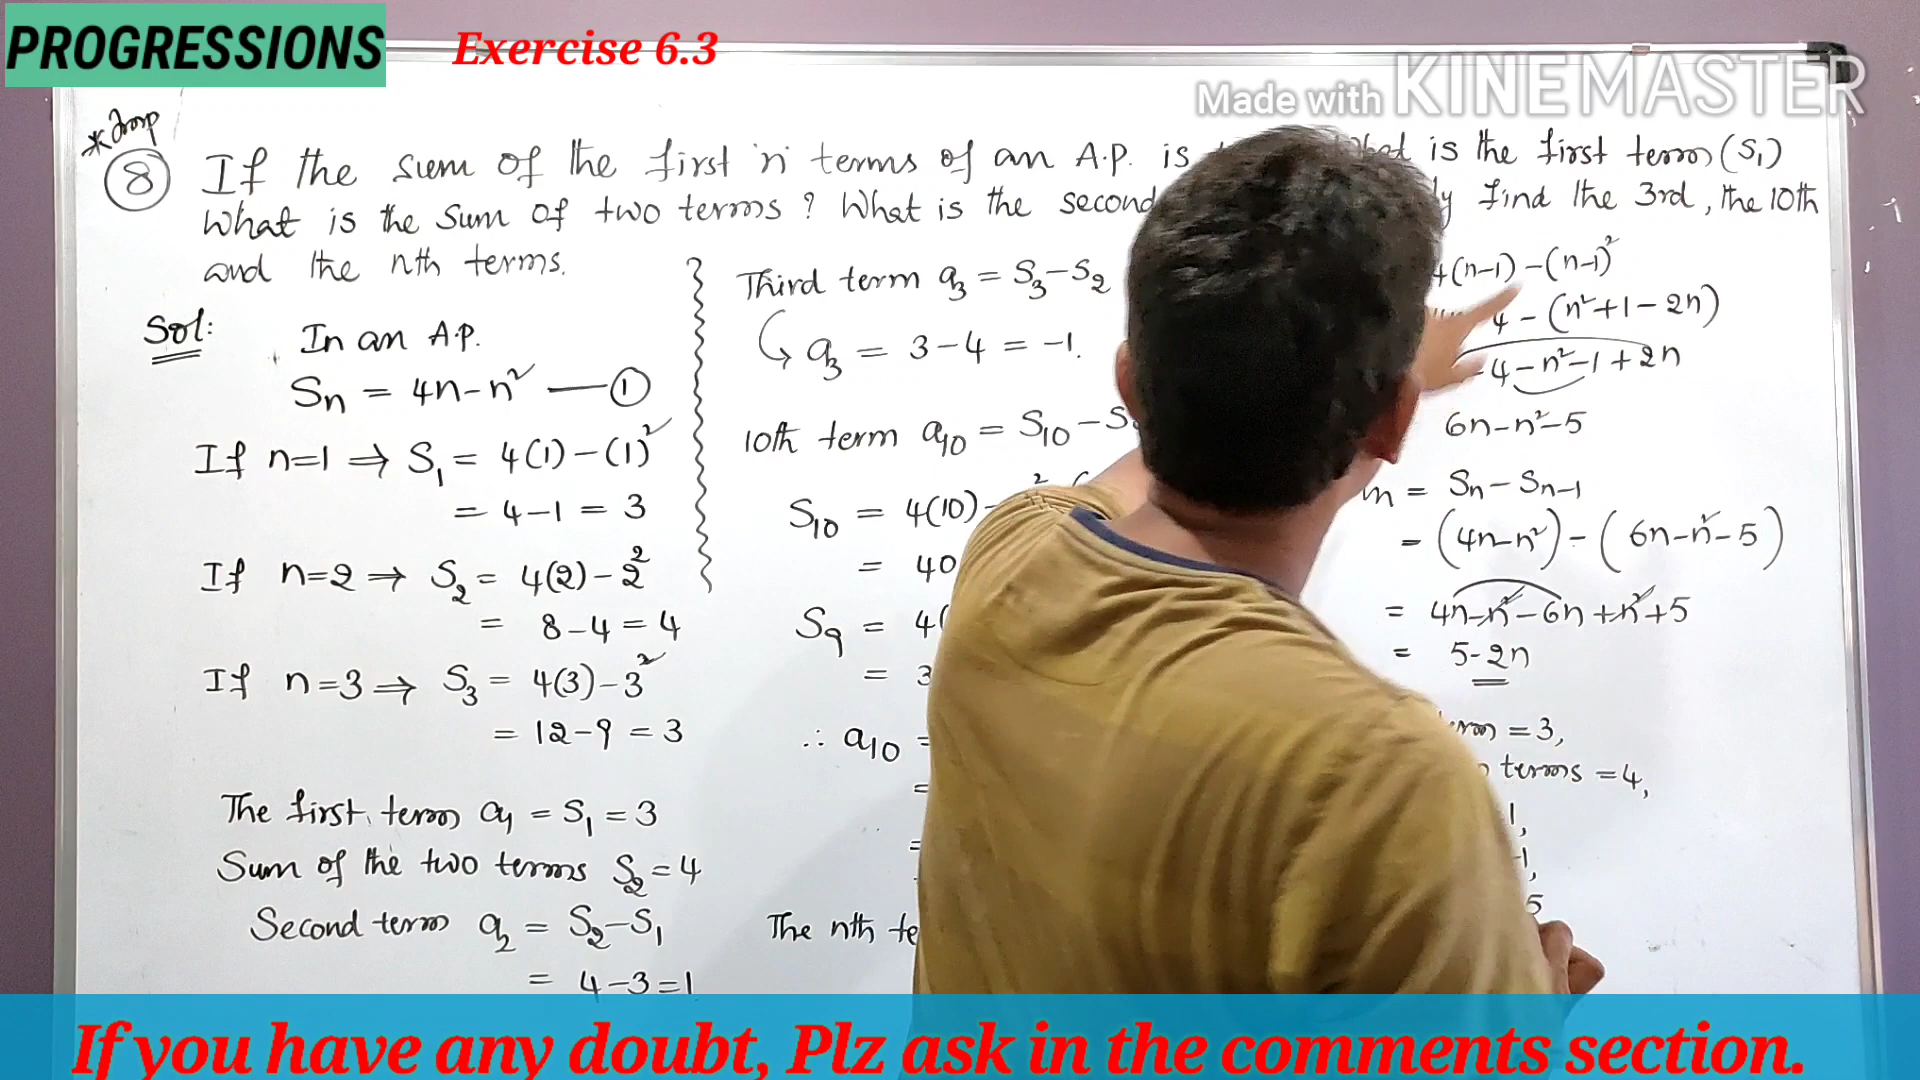 PROGRESSIONS
Exercise 6.3
Made with KINEMASTER
* Imp
8 If the sum of the first 'n' terms of an A.P. is is the first term (S₁)
What is the sum of two terms? What is the second find the 3rd, the 10th
and the nth terms.
Sol:
In an A.P.
Sn = 4n-n² — ①
If n=1 ⇒ S₁ = 4(1)-(1)²
= 4-1 = 3
If n=2 ⇒ S₂ = 4(2)-2²
= 8-4 = 4
If n=3 ⇒ S₃ = 4(3)-3²
= 12-9 = 3
The first term a₁ = S₁ = 3
Sum of the two terms S₂ = 4
Second term a₂ = S₂-S₁
= 4-3=1
Third term a₃ = S₃-S₂
a₃ = 3-4 = -1.
10th term a₁₀ = S₁₀-S
S₁₀ = 4(10)-
= 40
S₉ = 4(
= 3
∴ a₁₀ =
=
=
The nth te
4(n-1)-(n-1)²
4-(n²+1-2n)
-4-n²-1+2n
6n-n²-5
= Sn-Sn-1
= (4n-n²)-(6n-n²-5)
= 4n-n²-6n+n²+5
= 5-2n
= 3,
terms = 4,
1,
-1,
5
If you have any doubt, Plz ask in the comments section.